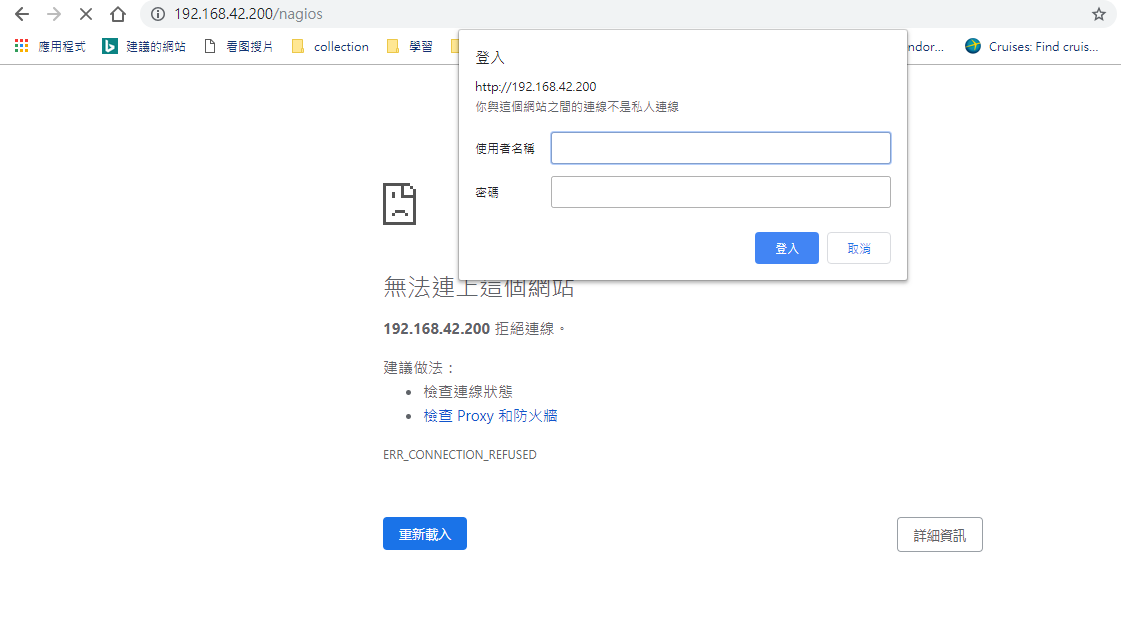 192.168.42.200/nagios
應用程式 建議的網站 看图搜片 collection 學習 ndor... Cruises: Find cruis...
登入
http://192.168.42.200
你與這個網站之間的連線不是私人連線
使用者名稱
密碼
登入 取消
無法連上這個網站
192.168.42.200 拒絕連線。
建議做法：
檢查連線狀態
檢查 Proxy 和防火牆
ERR_CONNECTION_REFUSED
重新載入 詳細資訊